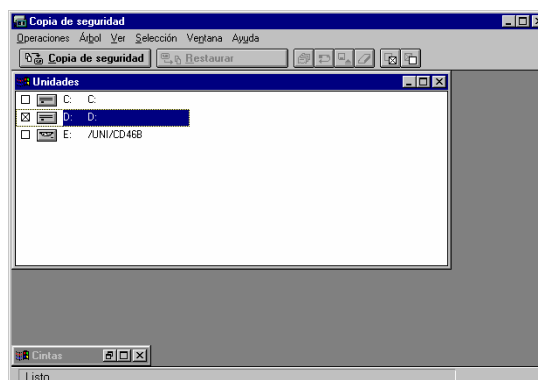 Copia de seguridad
Operaciones Árbol Ver Selección Ventana Ayuda
Copia de seguridad Restaurar
Unidades
C: C:
D: D:
E: /UNI/CD46B
Cintas
Listo